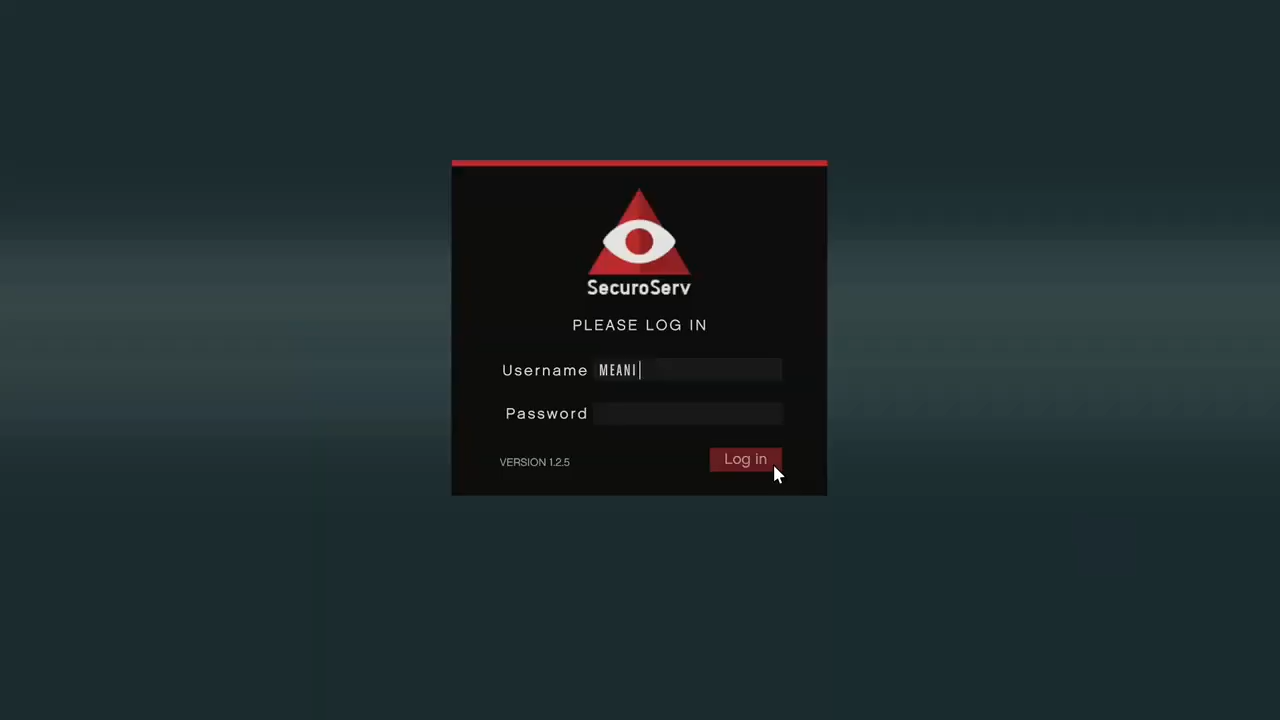 SecuroServ
PLEASE LOG IN
Username MEANI
Password
VERSION 1.2.5 Log in